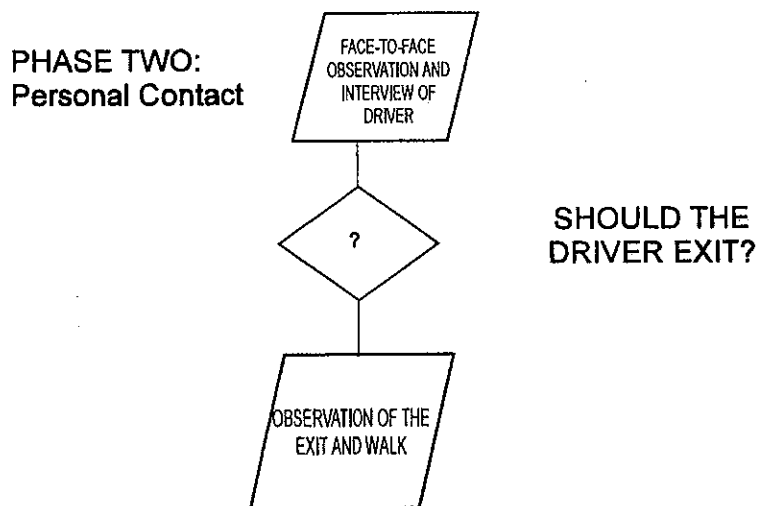 PHASE TWO:
Personal Contact
FACE-TO-FACE
OBSERVATION AND
INTERVIEW OF
DRIVER
?
SHOULD THE
DRIVER EXIT?
OBSERVATION OF THE
EXIT AND WALK